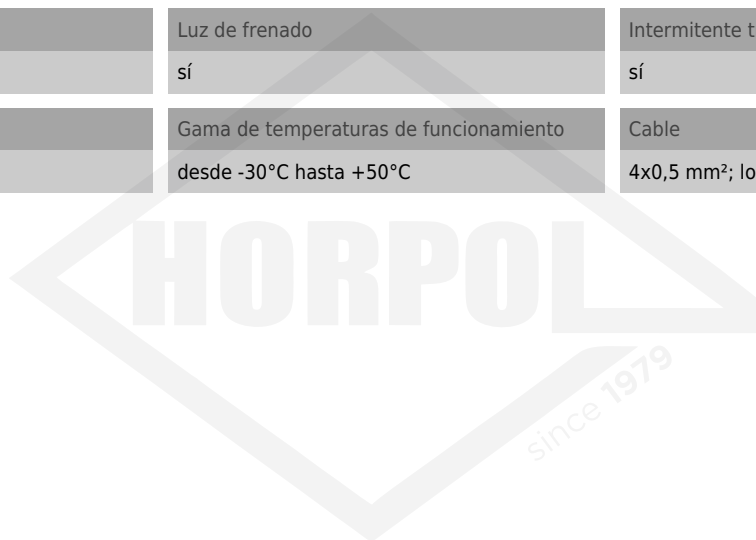 Luz de frenado
Intermitente t
sí
sí
Gama de temperaturas de funcionamiento
Cable
desde -30°C hasta +50°C
4x0,5 mm²; lo
HORPOL
since 1979